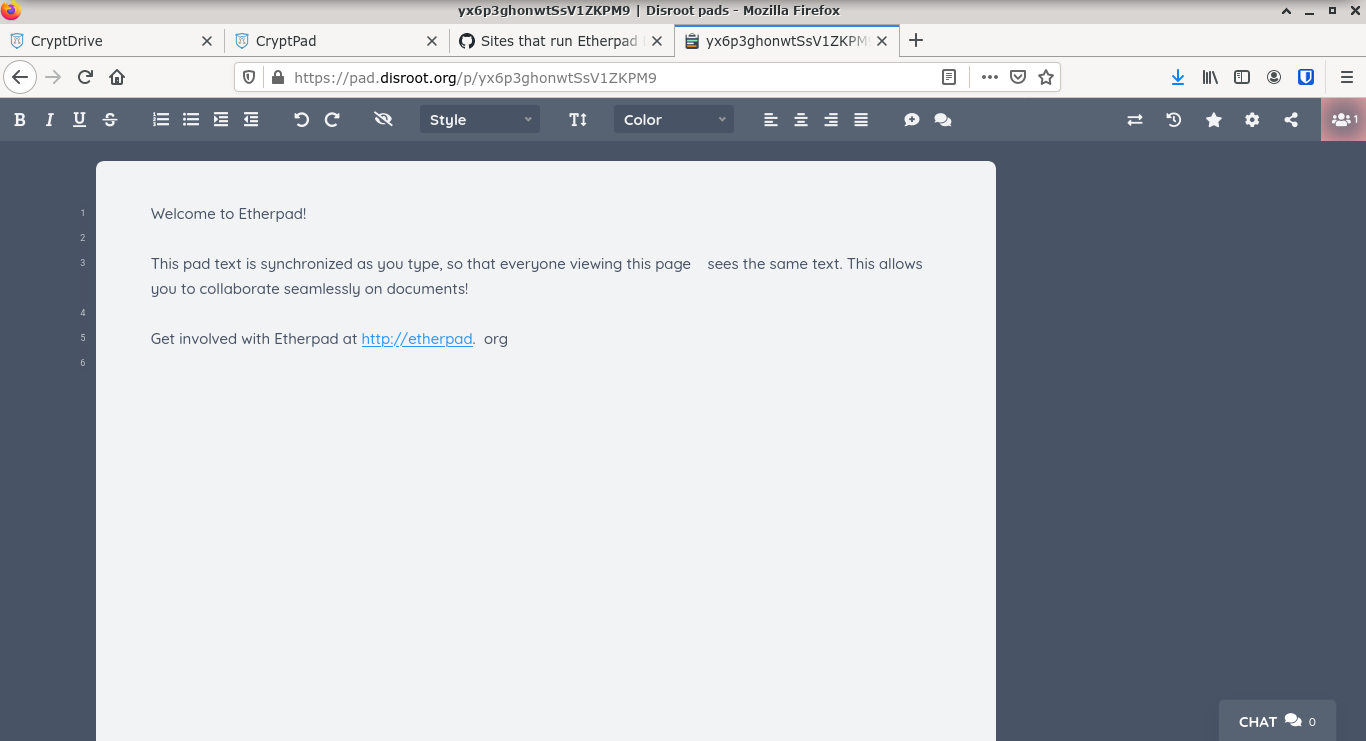 yx6p3ghonwtSsV1ZKPM9 | Disroot pads - Mozilla Firefox
CryptDrive
CryptPad
Sites that run Etherpad
yx6p3ghonwtSsV1ZKPM9
https://pad.disroot.org/p/yx6p3ghonwtSsV1ZKPM9
B I U S Style Color 1
1 Welcome to Etherpad!
2
3 This pad text is synchronized as you type, so that everyone viewing this page sees the same text. This allows
you to collaborate seamlessly on documents!
4
5 Get involved with Etherpad at http://etherpad. org
6
CHAT 0